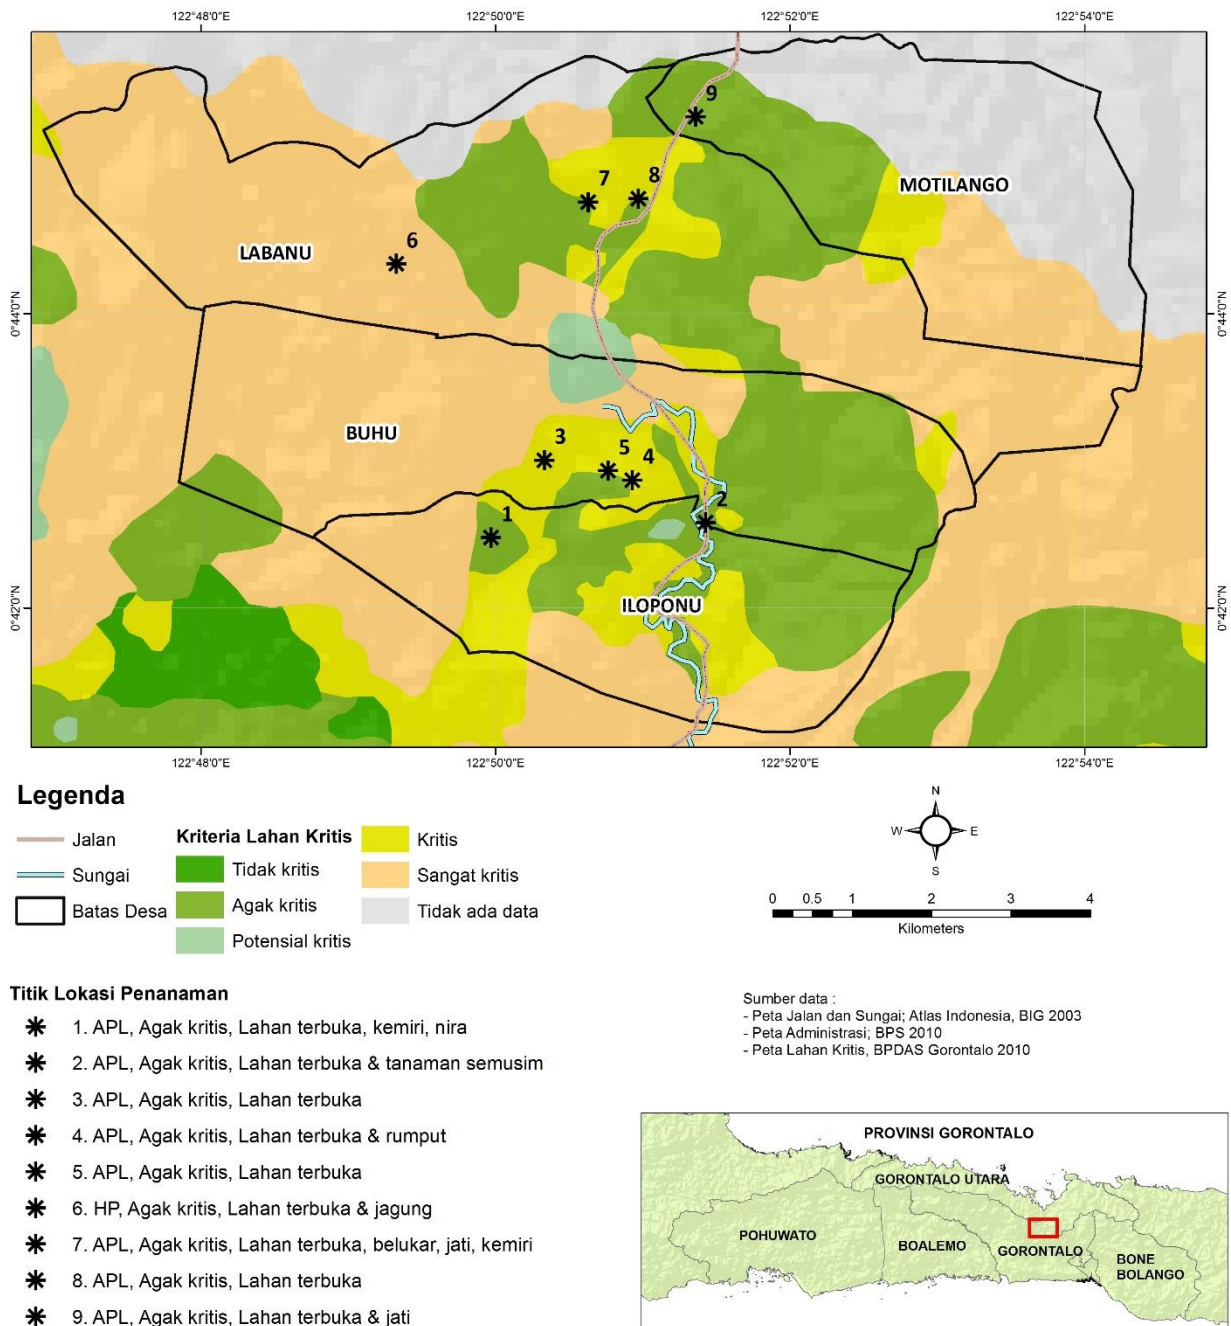 122°48'0"E 122°50'0"E 122°52'0"E 122°54'0"E
9
7 8
MOTILANGO
6
LABANU
0°44'0"N 0°44'0"N
BUHU
3
5 4
1
2
ILOPONU
0°42'0"N 0°42'0"N
122°48'0"E 122°50'0"E 122°52'0"E 122°54'0"E
Legenda
Jalan
Sungai
Batas Desa
Kriteria Lahan Kritis
Tidak kritis
Agak kritis
Potensial kritis
Kritis
Sangat kritis
Tidak ada data
N
W E
S
0 0.5 1 2 3 4
Kilometers
Titik Lokasi Penanaman
1. APL, Agak kritis, Lahan terbuka, kemiri, nira
2. APL, Agak kritis, Lahan terbuka & tanaman semusim
3. APL, Agak kritis, Lahan terbuka
4. APL, Agak kritis, Lahan terbuka & rumput
5. APL, Agak kritis, Lahan terbuka
6. HP, Agak kritis, Lahan terbuka & jagung
7. APL, Agak kritis, Lahan terbuka, belukar, jati, kemiri
8. APL, Agak kritis, Lahan terbuka
9. APL, Agak kritis, Lahan terbuka & jati
Sumber data :
- Peta Jalan dan Sungai; Atlas Indonesia, BIG 2003
- Peta Administrasi; BPS 2010
- Peta Lahan Kritis, BPDAS Gorontalo 2010
PROVINSI GORONTALO
GORONTALO UTARA
POHUWATO
BOALEMO
GORONTALO
BONE
BOLANGO